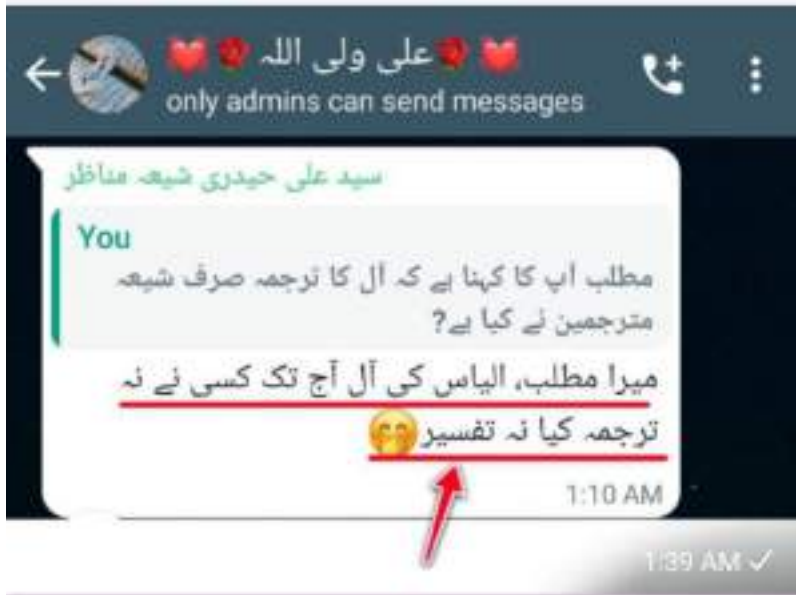 ❤️🌹علی ولی اللہ🌹❤️
only admins can send messages
سید علی حیدری شیعہ مناظر
You
مطلب آپ کا کہنا ہے کہ آل کا ترجمہ صرف شیعہ
مترجمین نے کیا ہے?
میرا مطلب، الیاس کی آل آج تک کسی نے نہ
ترجمہ کیا نہ تفسیر🤭
1:10 AM
1:39 AM ✓